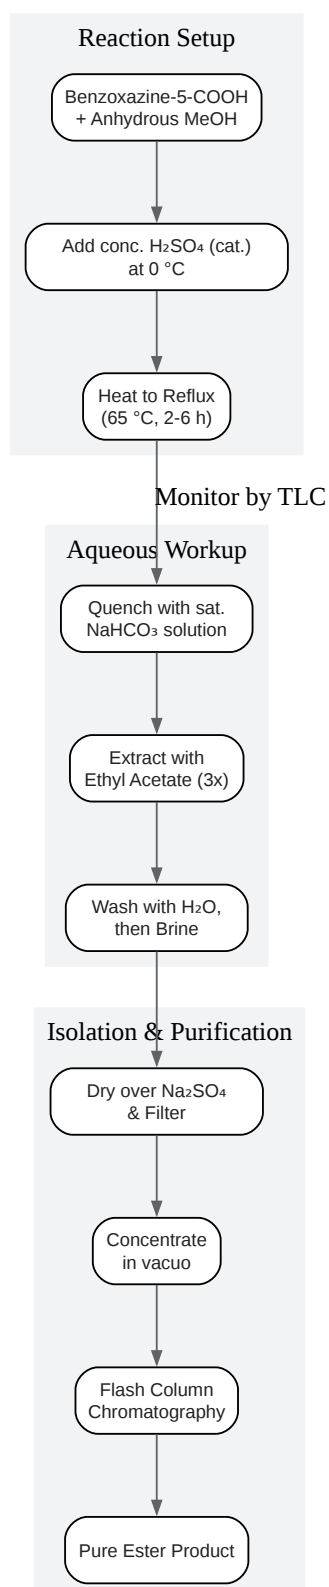 Reaction Setup
Benzoxazine-5-COOH
+ Anhydrous MeOH
Add conc. H₂SO₄ (cat.)
at 0 °C
Heat to Reflux
(65 °C, 2-6 h)
Monitor by TLC
Aqueous Workup
Quench with sat.
NaHCO₃ solution
Extract with
Ethyl Acetate (3x)
Wash with H₂O,
then Brine
Isolation & Purification
Dry over Na₂SO₄
& Filter
Concentrate
in vacuo
Flash Column
Chromatography
Pure Ester Product